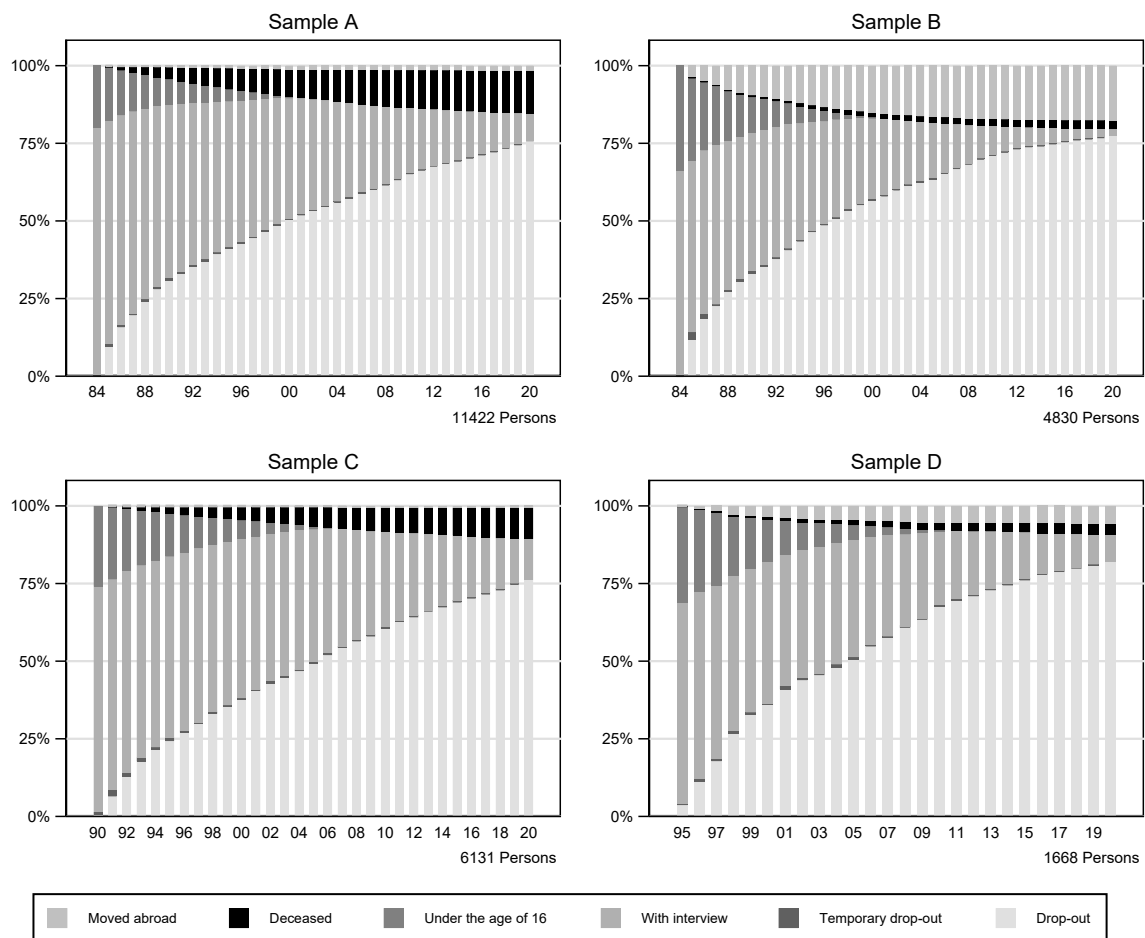 Sample A
Sample B
100%
75%
50%
25%
0%
84 88 92 96 00 04 08 12 16 20
11422 Persons
100%
75%
50%
25%
0%
84 88 92 96 00 04 08 12 16 20
4830 Persons
Sample C
Sample D
100%
75%
50%
25%
0%
90 92 94 96 98 00 02 04 06 08 10 12 14 16 18 20
6131 Persons
100%
75%
50%
25%
0%
95 97 99 01 03 05 07 09 11 13 15 17 19
1668 Persons
Moved abroad Deceased Under the age of 16 With interview Temporary drop-out Drop-out